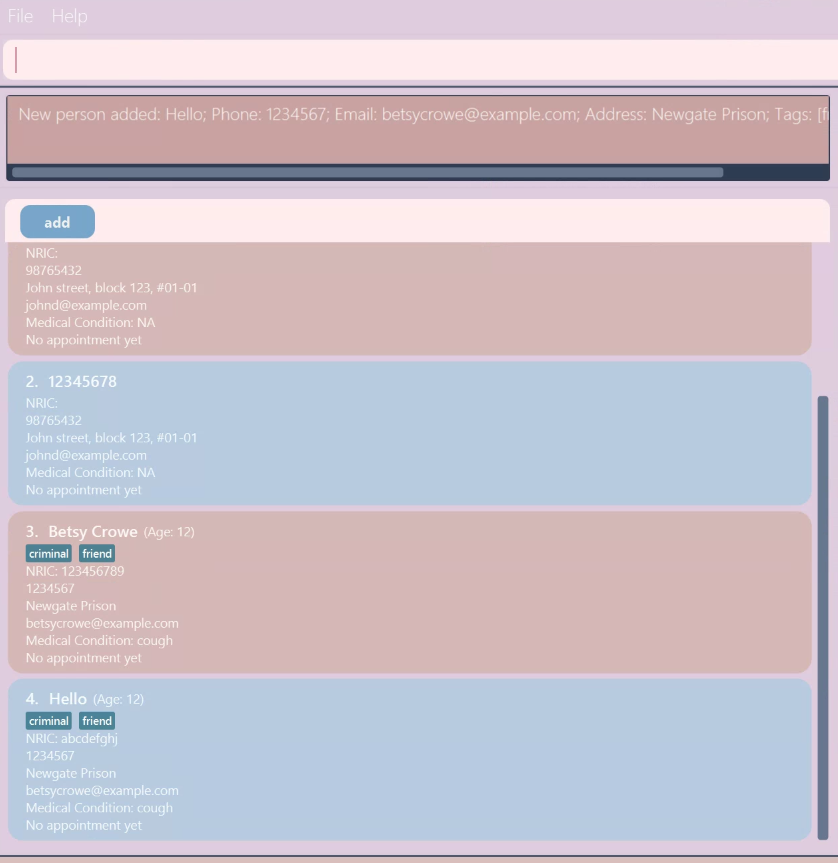 File Help
New person added: Hello; Phone: 1234567; Email: betsycrowe@example.com; Address: Newgate Prison; Tags: [f
add
NRIC:
98765432
John street, block 123, #01-01
johnd@example.com
Medical Condition: NA
No appointment yet
2. 12345678
NRIC:
98765432
John street, block 123, #01-01
johnd@example.com
Medical Condition: NA
No appointment yet
3. Betsy Crowe (Age: 12)
criminal friend
NRIC: 123456789
1234567
Newgate Prison
betsycrowe@example.com
Medical Condition: cough
No appointment yet
4. Hello (Age: 12)
criminal friend
NRIC: abcdefghj
1234567
Newgate Prison
betsycrowe@example.com
Medical Condition: cough
No appointment yet